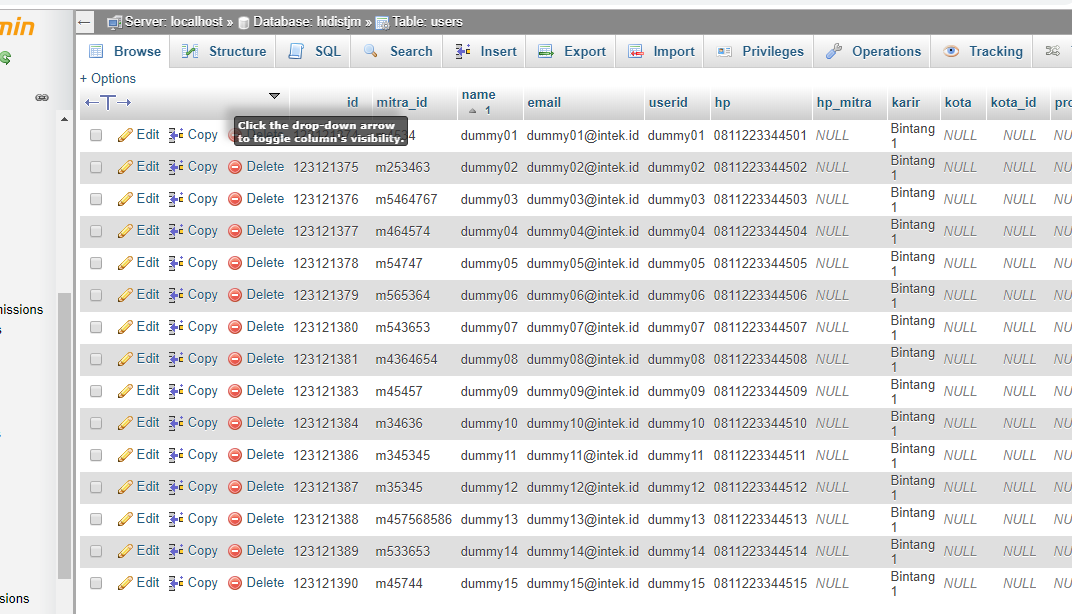 min
← Server: localhost » Database: hidistjm » Table: users
Browse Structure SQL Search Insert Export Import Privileges Operations Tracking
+ Options
←T→ id mitra_id name 1 email userid hp hp_mitra karir kota kota_id pro
Click the drop-down arrow
to toggle column's visibility.
Edit Copy dummy01 dummy01@intek.id dummy01 0811223344501 NULL Bintang 1 NULL NULL NU
Edit Copy Delete 123121375 m253463 dummy02 dummy02@intek.id dummy02 0811223344502 NULL Bintang 1 NULL NULL NU
Edit Copy Delete 123121376 m5464767 dummy03 dummy03@intek.id dummy03 0811223344503 NULL Bintang 1 NULL NULL NU
Edit Copy Delete 123121377 m464574 dummy04 dummy04@intek.id dummy04 0811223344504 NULL Bintang 1 NULL NULL NU
Edit Copy Delete 123121378 m54747 dummy05 dummy05@intek.id dummy05 0811223344505 NULL Bintang 1 NULL NULL NU
Edit Copy Delete 123121379 m565364 dummy06 dummy06@intek.id dummy06 0811223344506 NULL Bintang 1 NULL NULL NU
nissions
Edit Copy Delete 123121380 m543653 dummy07 dummy07@intek.id dummy07 0811223344507 NULL Bintang 1 NULL NULL NU
Edit Copy Delete 123121381 m4364654 dummy08 dummy08@intek.id dummy08 0811223344508 NULL Bintang 1 NULL NULL NU
Edit Copy Delete 123121383 m45457 dummy09 dummy09@intek.id dummy09 0811223344509 NULL Bintang 1 NULL NULL NU
Edit Copy Delete 123121384 m34636 dummy10 dummy10@intek.id dummy10 0811223344510 NULL Bintang 1 NULL NULL NU
Edit Copy Delete 123121386 m345345 dummy11 dummy11@intek.id dummy11 0811223344511 NULL Bintang 1 NULL NULL NU
Edit Copy Delete 123121387 m35345 dummy12 dummy12@intek.id dummy12 0811223344512 NULL Bintang 1 NULL NULL NU
Edit Copy Delete 123121388 m457568586 dummy13 dummy13@intek.id dummy13 0811223344513 NULL Bintang 1 NULL NULL NU
Edit Copy Delete 123121389 m533653 dummy14 dummy14@intek.id dummy14 0811223344514 NULL Bintang 1 NULL NULL NU
Edit Copy Delete 123121390 m45744 dummy15 dummy15@intek.id dummy15 0811223344515 NULL Bintang 1 NULL NULL NU
sions